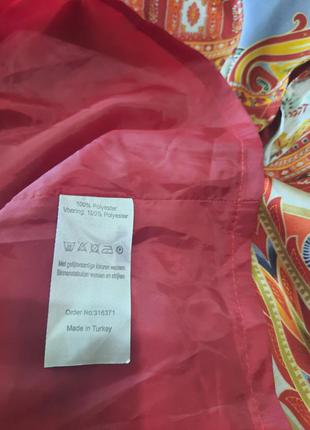 100% Polyester
Voering: 100% Polyester
Met gelijksoortige kleuren wassen
Binnenstebuiten wassen en strijken
Order No:316371
Made in Turkey